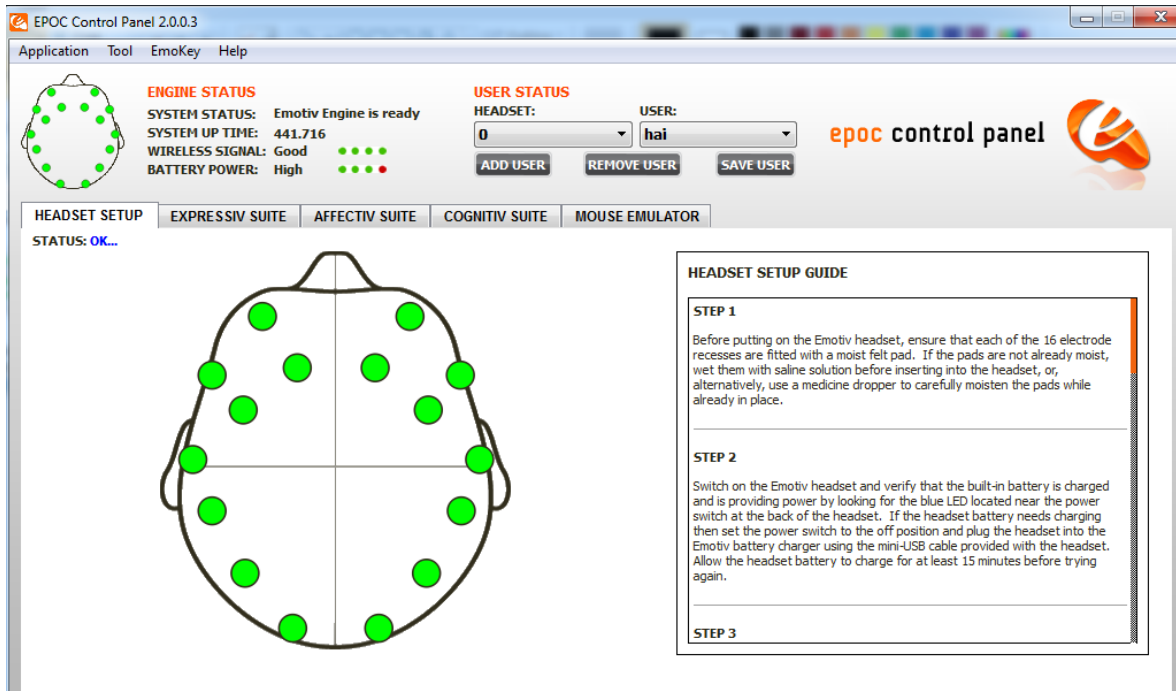 EPOC Control Panel 2.0.0.3
Application Tool EmoKey Help
ENGINE STATUS
SYSTEM STATUS: Emotiv Engine is ready
SYSTEM UP TIME: 441.716
WIRELESS SIGNAL: Good
BATTERY POWER: High
USER STATUS
HEADSET: USER:
0 hai
ADD USER REMOVE USER SAVE USER
epoc control panel
HEADSET SETUP EXPRESSIV SUITE AFFECTIV SUITE COGNITIV SUITE MOUSE EMULATOR
STATUS: OK...
HEADSET SETUP GUIDE
STEP 1
Before putting on the Emotiv headset, ensure that each of the 16 electrode
recesses are fitted with a moist felt pad. If the pads are not already moist,
wet them with saline solution before inserting into the headset, or,
alternatively, use a medicine dropper to carefully moisten the pads while
already in place.
STEP 2
Switch on the Emotiv headset and verify that the built-in battery is charged
and is providing power by looking for the blue LED located near the power
switch at the back of the headset. If the headset battery needs charging
then set the power switch to the off position and plug the headset into the
Emotiv battery charger using the mini-USB cable provided with the headset.
Allow the headset battery to charge for at least 15 minutes before trying
again.
STEP 3